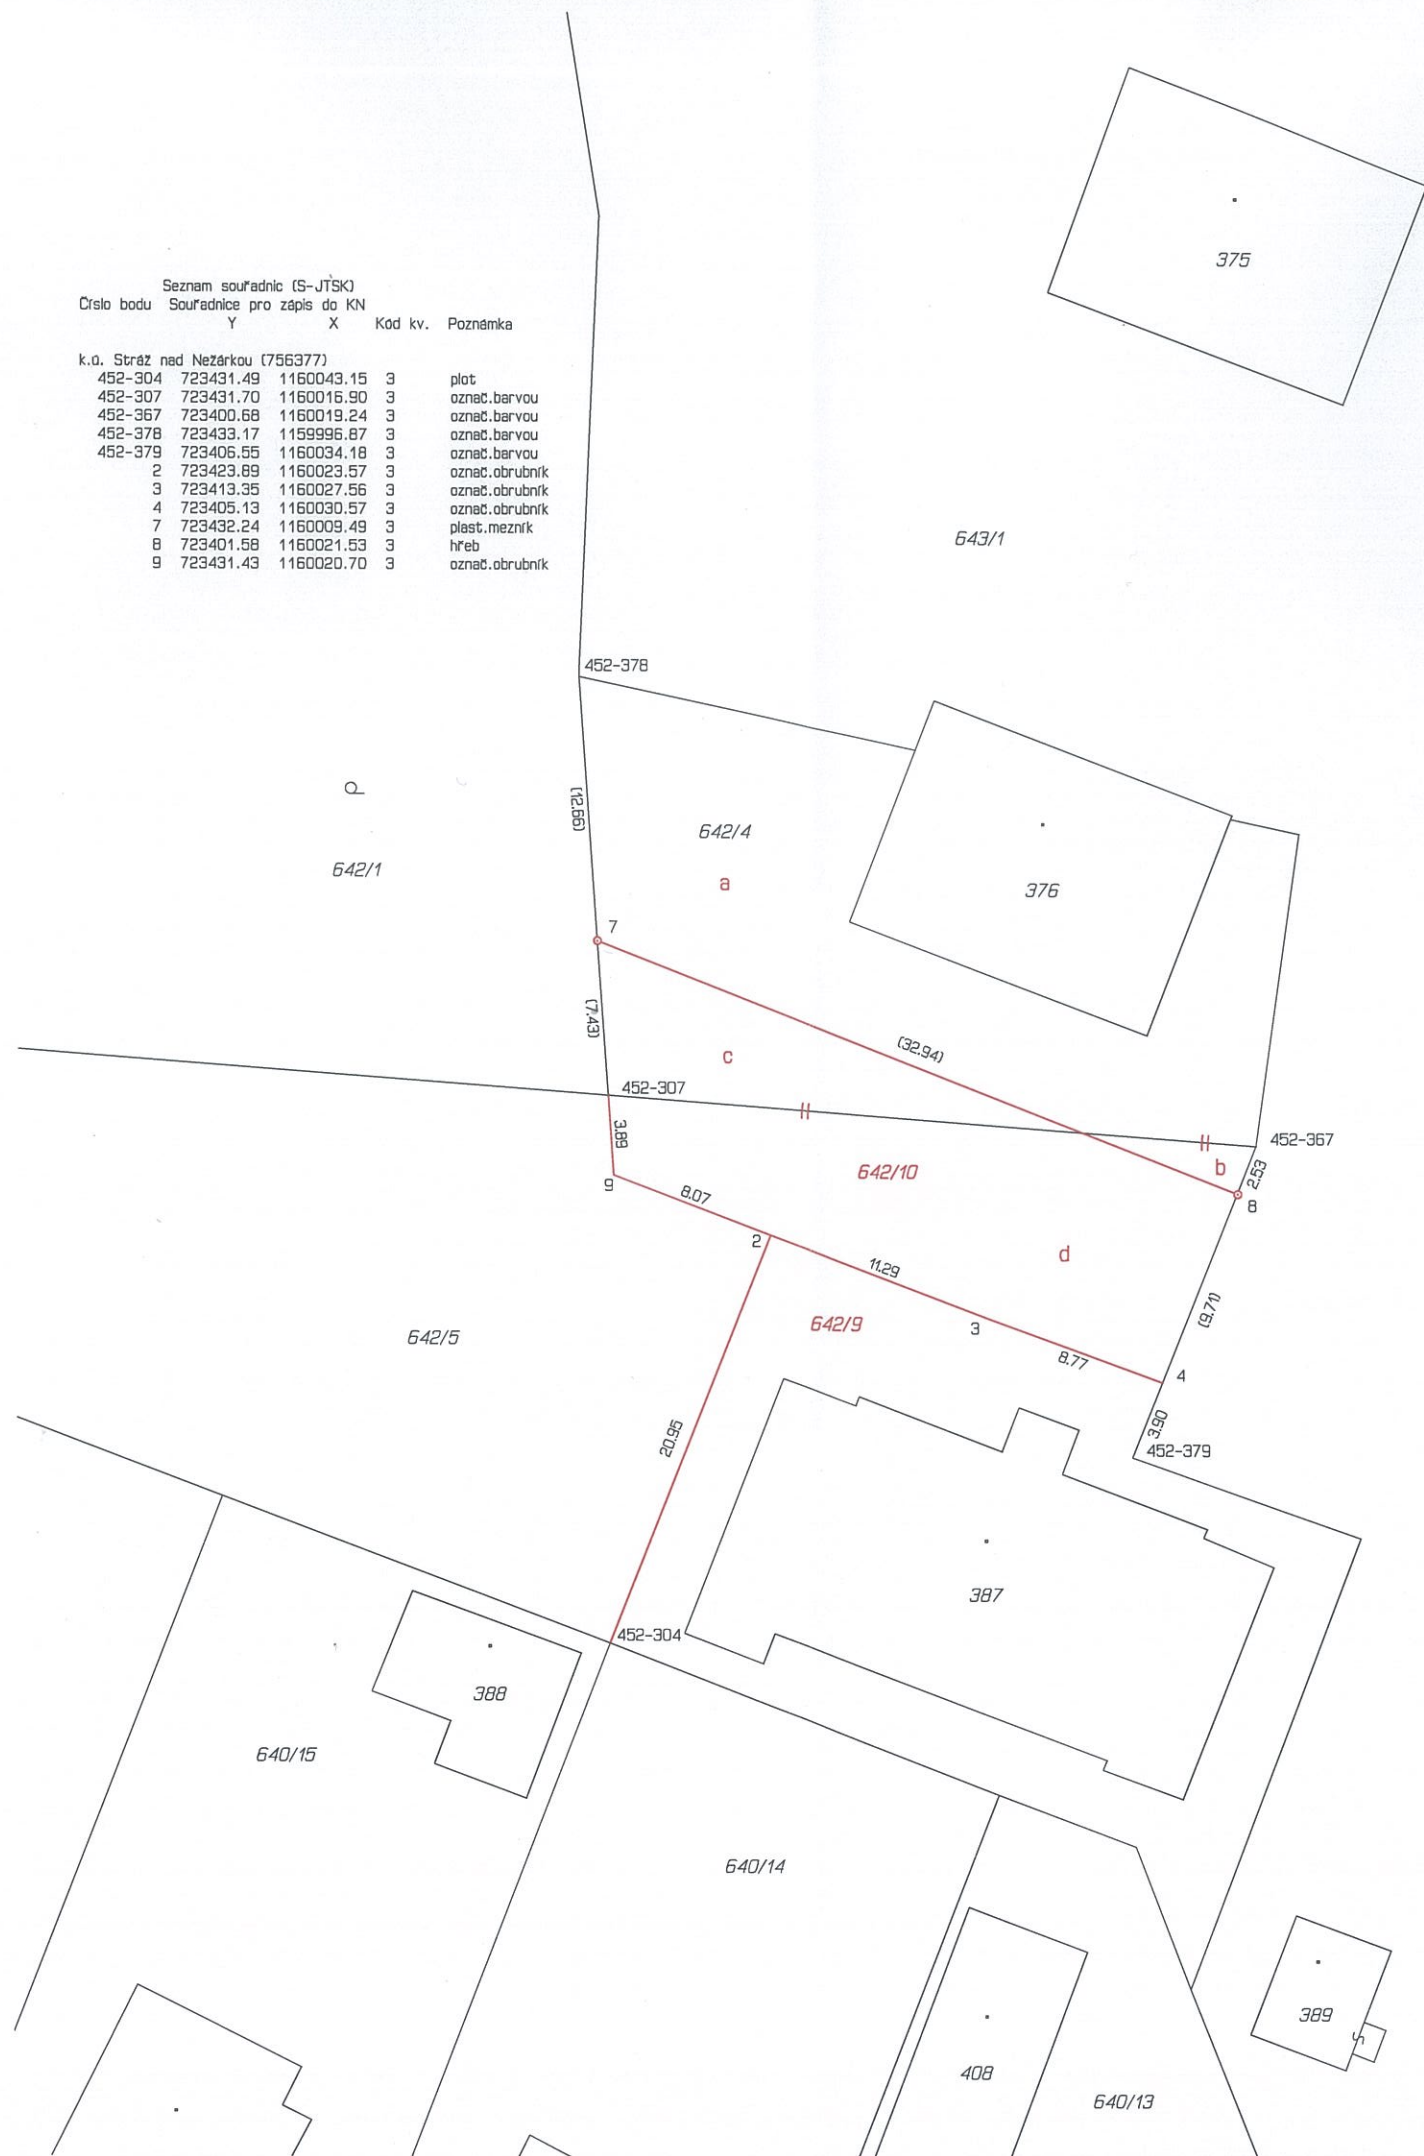 Seznam souřadnic (S-JTSK)
Číslo bodu Souřadnice pro zápis do KN
Y X Kód kv. Poznámka
k.ú. Stráž nad Nežárkou (756377)
452-304 723431.49 1160043.15 3 plot
452-307 723431.70 1160016.90 3 označ.barvou
452-367 723400.68 1160019.24 3 označ.barvou
452-378 723433.17 1159996.87 3 označ.barvou
452-379 723406.55 1160034.18 3 označ.barvou
2 723423.89 1160023.57 3 označ.obrubník
3 723413.35 1160027.56 3 označ.obrubník
4 723405.13 1160030.57 3 označ.obrubník
7 723432.24 1160009.49 3 plast.mezník
8 723401.58 1160021.53 3 hřeb
9 723431.43 1160020.70 3 označ.obrubník
375
643/1
452-378
(12.66)
642/4
642/1
a
376
7
(7.43)
(32.94)
c
452-307
3.89
452-367
b
2.53
642/10
9
8.07
8
2
d
11.29
(9.71)
642/9
3
642/5
8.77
4
3.90
20.95
452-379
387
452-304
388
640/15
640/14
389
408
640/13